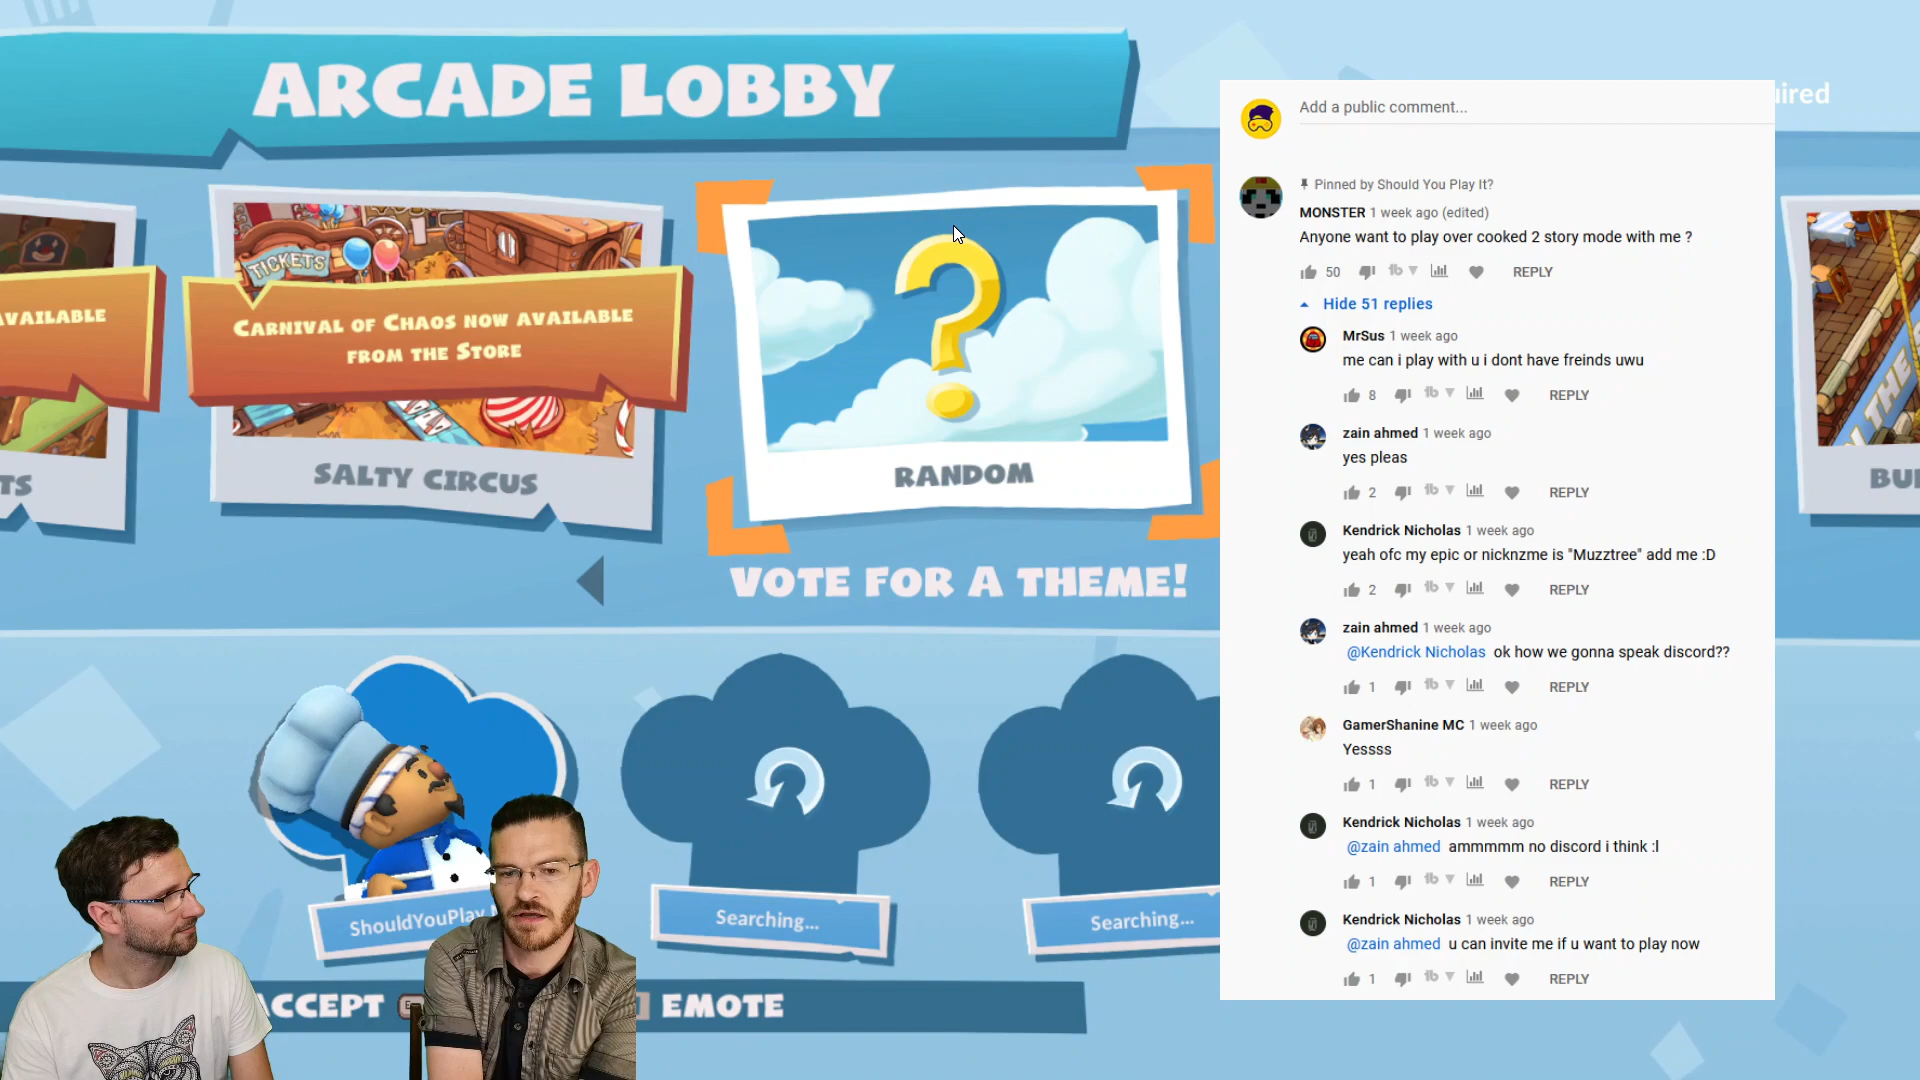 ARCADE LOBBY
TICKETS
AVAILABLE
CARNIVAL OF CHAOS NOW AVAILABLE
FROM THE STORE
TS
SALTY CIRCUS
RANDOM
BU
VOTE FOR A THEME!
ShouldYouPlay
Searching...
Searching...
ACCEPT
EMOTE
uired
Add a public comment...
Pinned by Should You Play It?
MONSTER 1 week ago (edited)
Anyone want to play over cooked 2 story mode with me ?
50 REPLY
Hide 51 replies
MrSus 1 week ago
me can i play with u i dont have freinds uwu
8 REPLY
zain ahmed 1 week ago
yes pleas
2 REPLY
Kendrick Nicholas 1 week ago
yeah ofc my epic or nicknzme is "Muzztree" add me :D
2 REPLY
zain ahmed 1 week ago
@Kendrick Nicholas ok how we gonna speak discord??
1 REPLY
GamerShanine MC 1 week ago
Yessss
1 REPLY
Kendrick Nicholas 1 week ago
@zain ahmed ammmmm no discord i think :l
1 REPLY
Kendrick Nicholas 1 week ago
@zain ahmed u can invite me if u want to play now
1 REPLY